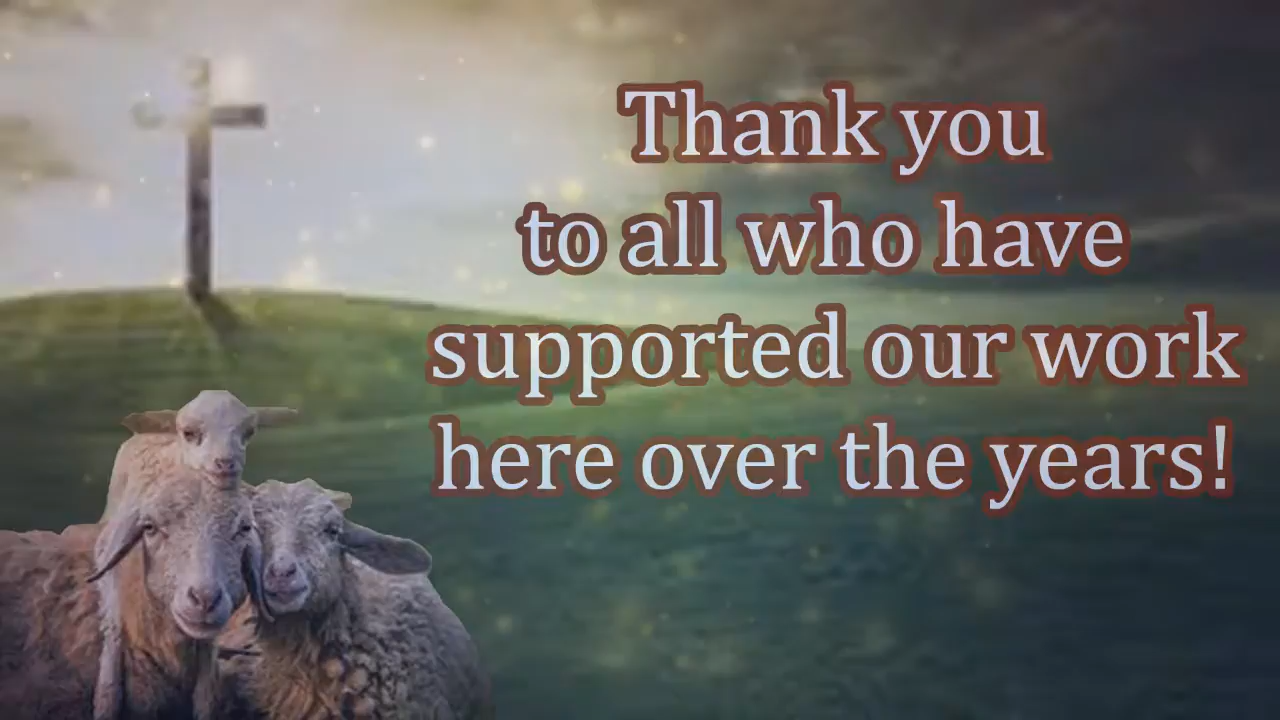 Thank you
to all who have
supported our work
here over the years!